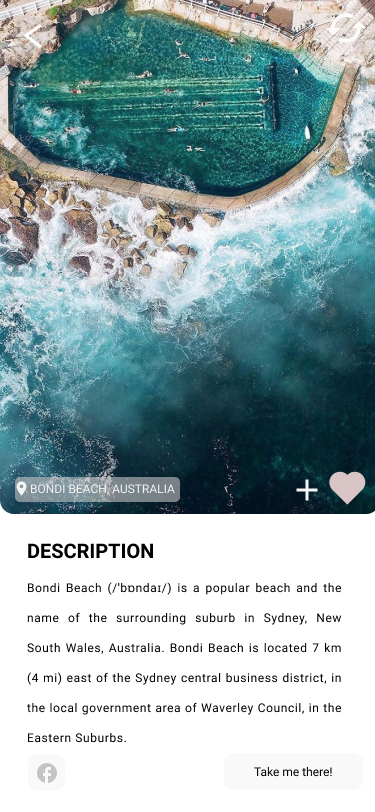 BONDI BEACH, AUSTRALIA
DESCRIPTION
Bondi Beach (/ˈbɒndaɪ/) is a popular beach and the
name of the surrounding suburb in Sydney, New
South Wales, Australia. Bondi Beach is located 7 km
(4 mi) east of the Sydney central business district, in
the local government area of Waverley Council, in the
Eastern Suburbs.
Take me there!